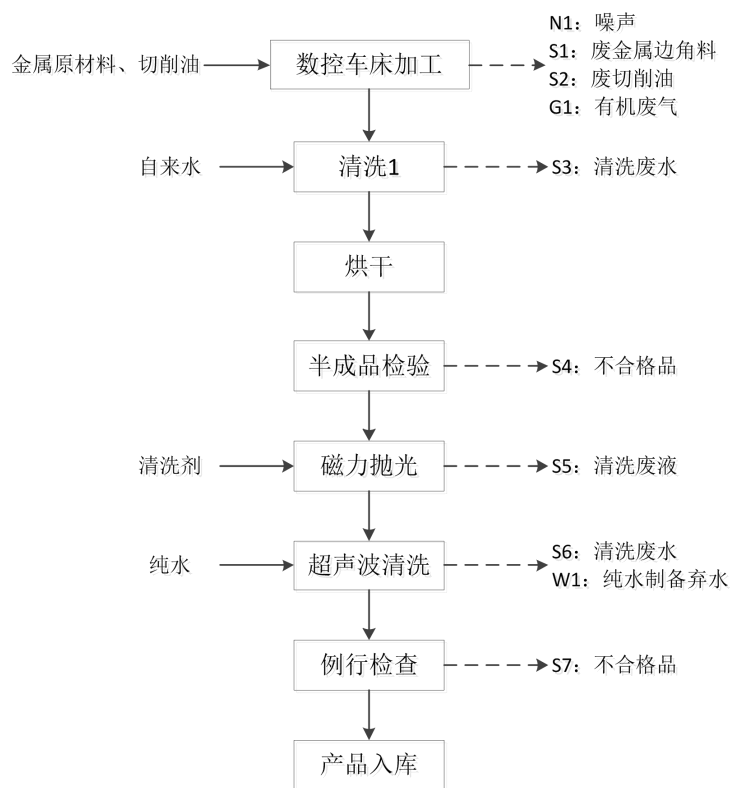 N1：噪声
金属原材料、切削油
数控车床加工
S1：废金属边角料
S2：废切削油
G1：有机废气
自来水
清洗1
S3：清洗废水
烘干
半成品检验
S4：不合格品
清洗剂
磁力抛光
S5：清洗废液
纯水
超声波清洗
S6：清洗废水
W1：纯水制备弃水
例行检查
S7：不合格品
产品入库